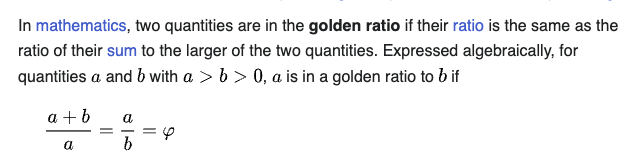 In mathematics, two quantities are in the golden ratio if their ratio is the same as the
ratio of their sum to the larger of the two quantities. Expressed algebraically, for
quantities a and b with a > b > 0, a is in a golden ratio to b if
(a + b)/a = a/b = φ